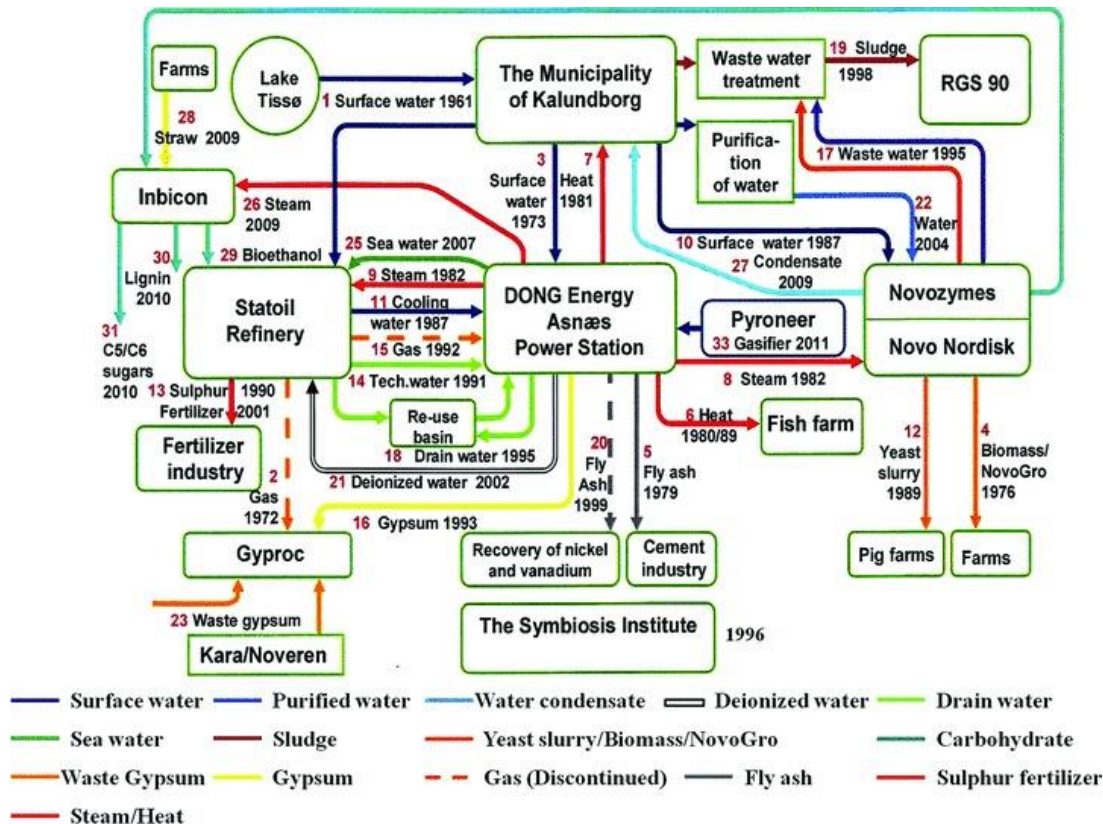 Farms
Lake
Tissø
The Municipality
of Kalundborg
Waste water
treatment
19 Sludge
1998
RGS 90
1 Surface water 1961
28
Straw 2009
Inbicon
26 Steam
2009
3
Surface
water
1973
7
Heat
1981
Purifica-
tion
of water
17 Waste water 1995
22
Water
2004
10 Surface water 1987
27 Condensate
2009
25 Sea water 2007
29 Bioethanol
30
Lignin
2010
9 Steam 1982
Statoil
Refinery
11 Cooling
water 1987
DONG Energy
Asnæs
Power Station
Pyroneer
33 Gasifier 2011
Novozymes
Novo Nordisk
31
C5/C6
sugars
2010
15 Gas 1992
14 Tech.water 1991
8 Steam 1982
13 Sulphur 1990
Fertilizer 2001
Fertilizer
industry
Re-use
basin
18 Drain water 1995
21 Deionized water 2002
6 Heat
1980/89
Fish farm
20
Fly
Ash
1999
5
Fly ash
1979
12
Yeast
slurry
1989
4
Biomass/
NovoGro
1976
2
Gas
1972
16 Gypsum 1993
Gyproc
Recovery of nickel
and vanadium
Cement
industry
Pig farms
Farms
23 Waste gypsum
Kara/Noveren
The Symbiosis Institute
1996
Surface water
Purified water
Water condensate
Deionized water
Drain water
Sea water
Sludge
Yeast slurry/Biomass/NovoGro
Carbohydrate
Waste Gypsum
Gypsum
Gas (Discontinued)
Fly ash
Sulphur fertilizer
Steam/Heat